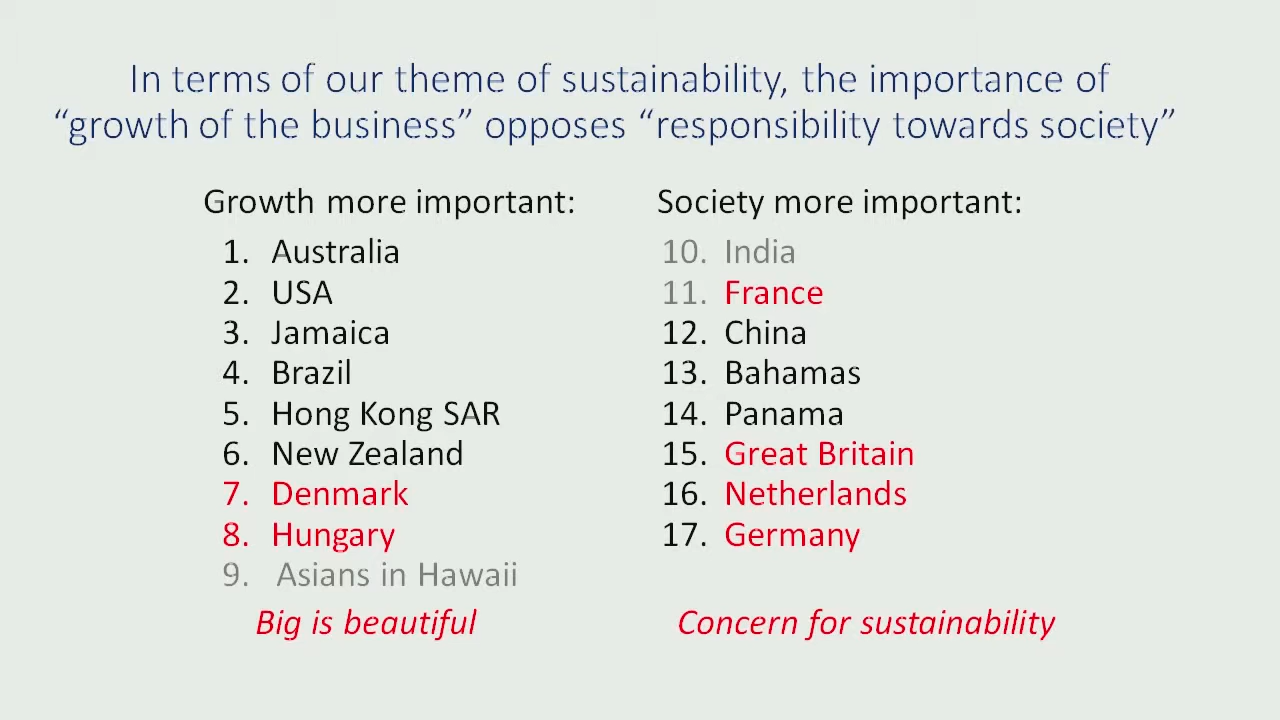 In terms of our theme of sustainability, the importance of
“growth of the business” opposes “responsibility towards society”
Growth more important:
1. Australia
2. USA
3. Jamaica
4. Brazil
5. Hong Kong SAR
6. New Zealand
7. Denmark
8. Hungary
9. Asians in Hawaii
Big is beautiful
Society more important:
10. India
11. France
12. China
13. Bahamas
14. Panama
15. Great Britain
16. Netherlands
17. Germany
Concern for sustainability